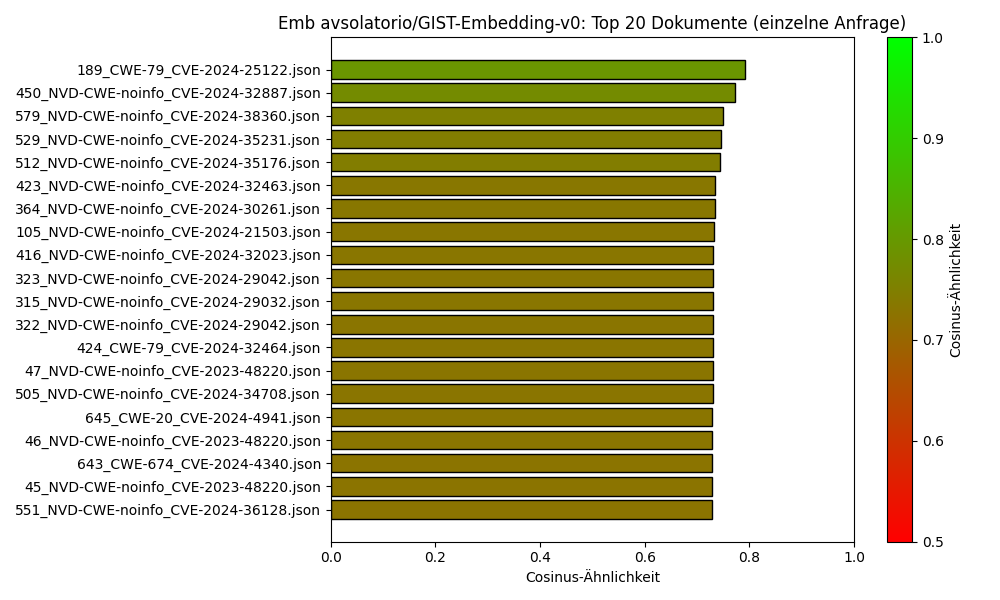 Emb avsolatorio/GIST-Embedding-v0: Top 20 Dokumente (einzelne Anfrage)
189_CWE-79_CVE-2024-25122.json
450_NVD-CWE-noinfo_CVE-2024-32887.json
579_NVD-CWE-noinfo_CVE-2024-38360.json
529_NVD-CWE-noinfo_CVE-2024-35231.json
512_NVD-CWE-noinfo_CVE-2024-35176.json
423_NVD-CWE-noinfo_CVE-2024-32463.json
364_NVD-CWE-noinfo_CVE-2024-30261.json
105_NVD-CWE-noinfo_CVE-2024-21503.json
416_NVD-CWE-noinfo_CVE-2024-32023.json
323_NVD-CWE-noinfo_CVE-2024-29042.json
315_NVD-CWE-noinfo_CVE-2024-29032.json
322_NVD-CWE-noinfo_CVE-2024-29042.json
424_CWE-79_CVE-2024-32464.json
47_NVD-CWE-noinfo_CVE-2023-48220.json
505_NVD-CWE-noinfo_CVE-2024-34708.json
645_CWE-20_CVE-2024-4941.json
46_NVD-CWE-noinfo_CVE-2023-48220.json
643_CWE-674_CVE-2024-4340.json
45_NVD-CWE-noinfo_CVE-2023-48220.json
551_NVD-CWE-noinfo_CVE-2024-36128.json
0.0 0.2 0.4 0.6 0.8 1.0
Cosinus-Ähnlichkeit
1.0
0.9
0.8
0.7
0.6
0.5
Cosinus-Ähnlichkeit